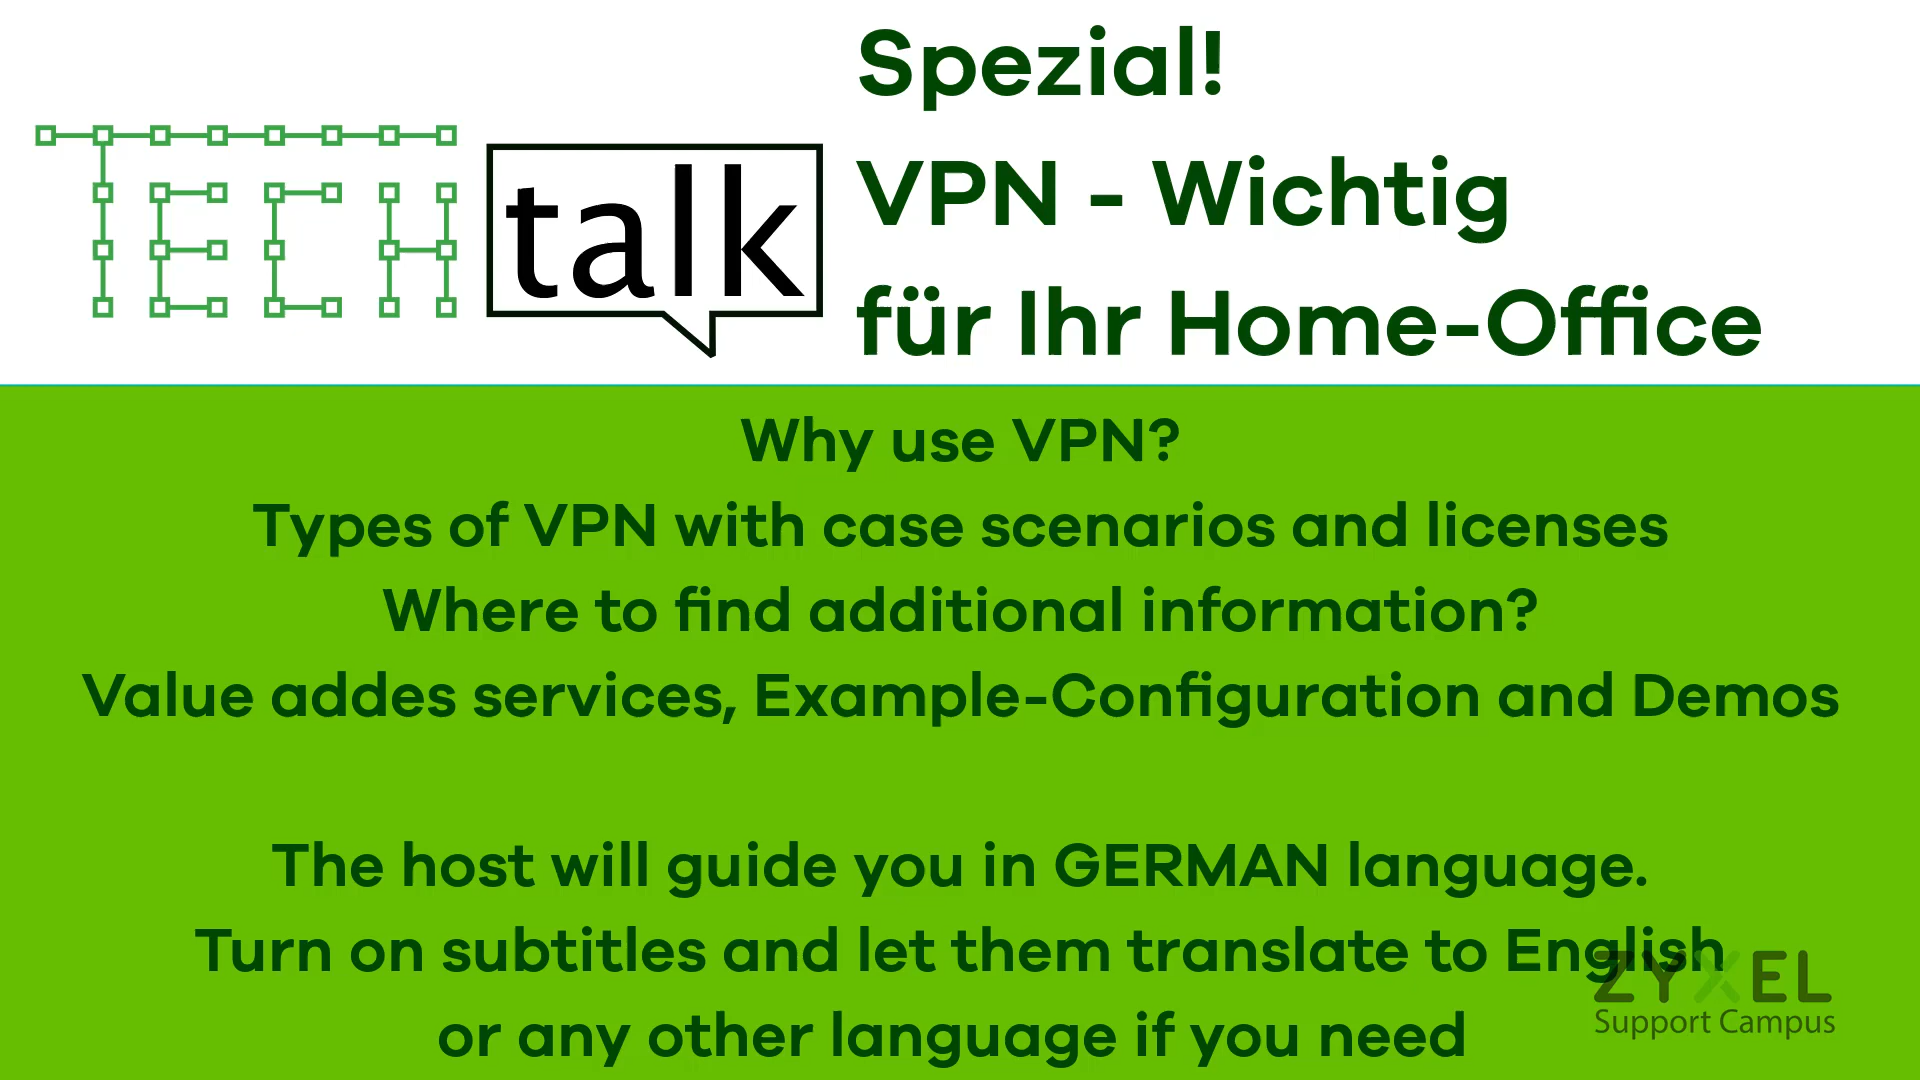 TECH talk
Spezial!
VPN - Wichtig
für Ihr Home-Office
Why use VPN?
Types of VPN with case scenarios and licenses
Where to find additional information?
Value addes services, Example-Configuration and Demos
The host will guide you in GERMAN language.
Turn on subtitles and let them translate to English
or any other language if you need
ZYXEL
Support Campus